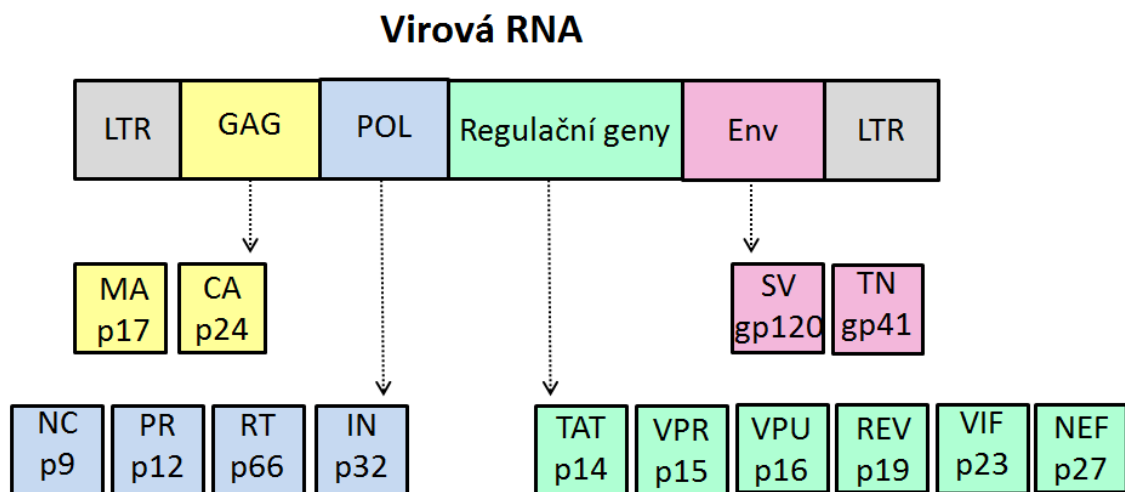 Virová RNA
LTR GAG POL Regulační geny Env LTR
MA CA SV TN
p17 p24 gp120 gp41
NC PR RT IN TAT VPR VPU REV VIF NEF
p9 p12 p66 p32 p14 p15 p16 p19 p23 p27